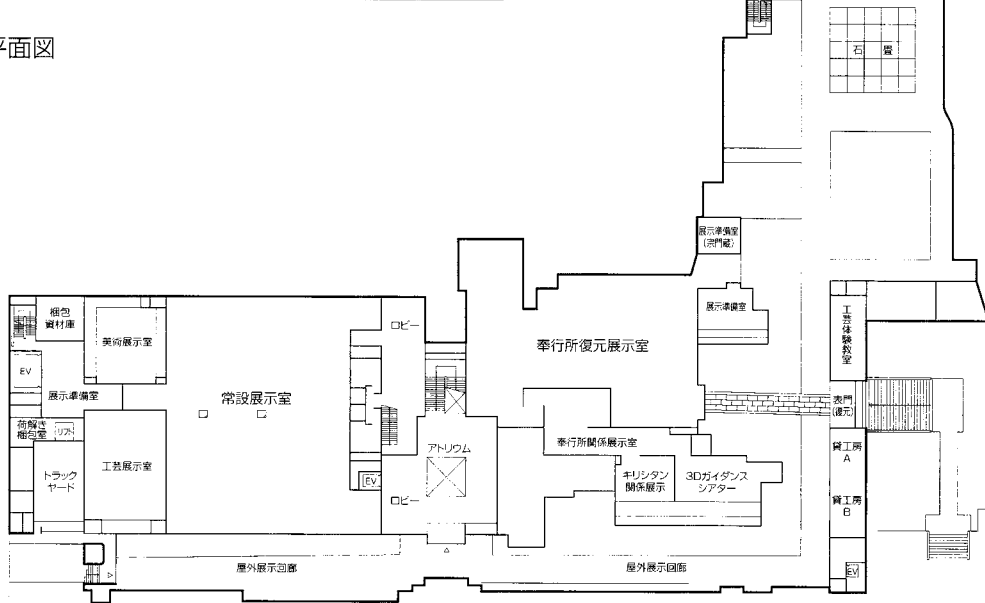 平面図
石 畳
展示準備室
(宗門蔵)
梱包
資材庫
美術展示室
ロビー
奉行所復元展示室
展示準備室
工芸体験教室
EV
展示準備室
常設展示室
表門
(復元)
荷解き
梱包室
リフト
アトリウム
奉行所関係展示室
貸工房
A
トラック
ヤード
工芸展示室
EV
ロビー
キリシタン
関係展示
3Dガイダンス
シアター
貸工房
B
屋外展示回廊
屋外展示回廊
EV